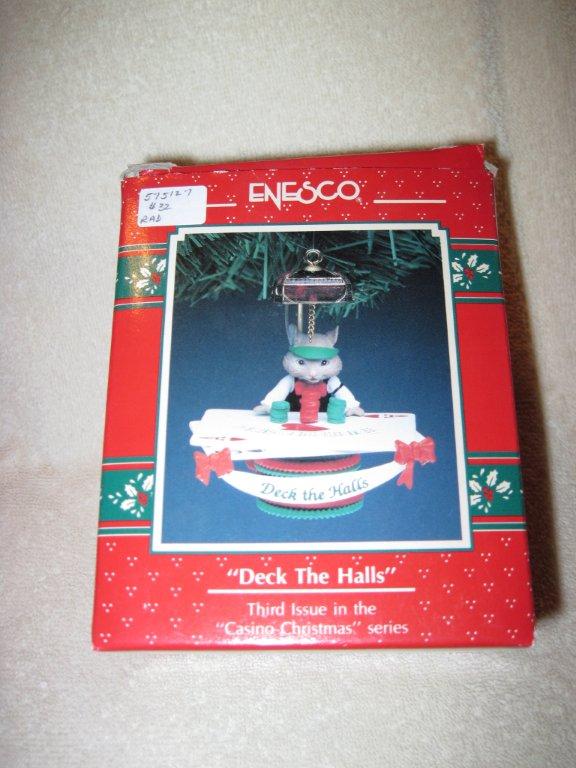 575127
#32
RAD
ENESCO®
Deck the Halls
"Deck The Halls"
Third Issue in the
"Casino Christmas" series